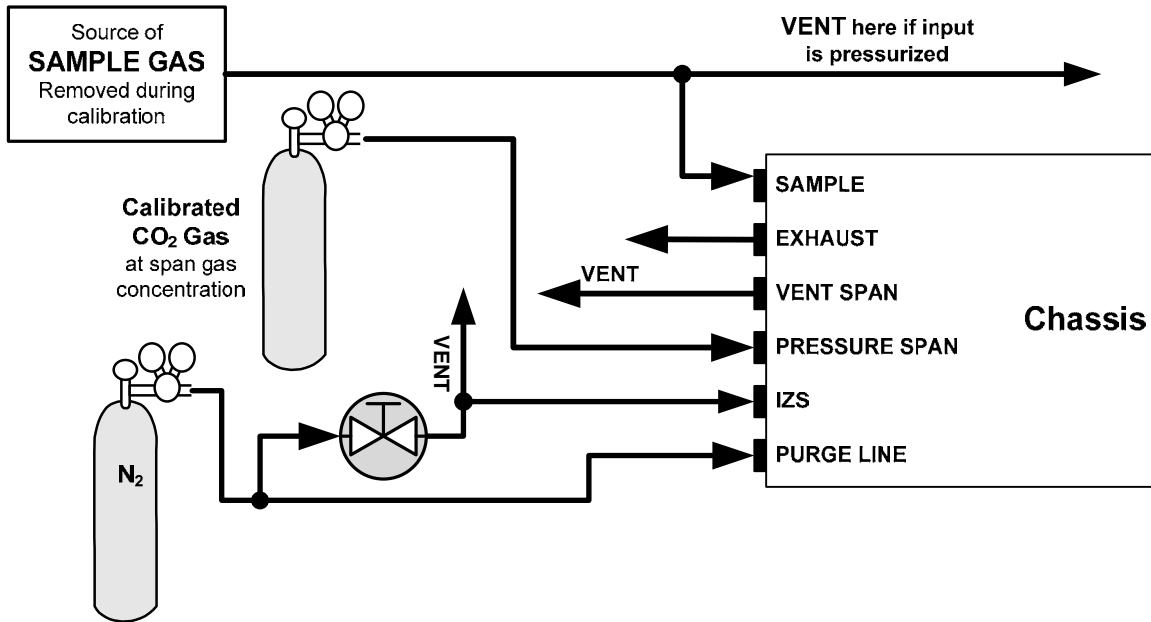 Source of
SAMPLE GAS
Removed during
calibration
VENT here if input
is pressurized
Calibrated
CO₂ Gas
at span gas
concentration
N₂
VENT
VENT
SAMPLE
EXHAUST
VENT SPAN
PRESSURE SPAN
IZS
PURGE LINE
Chassis